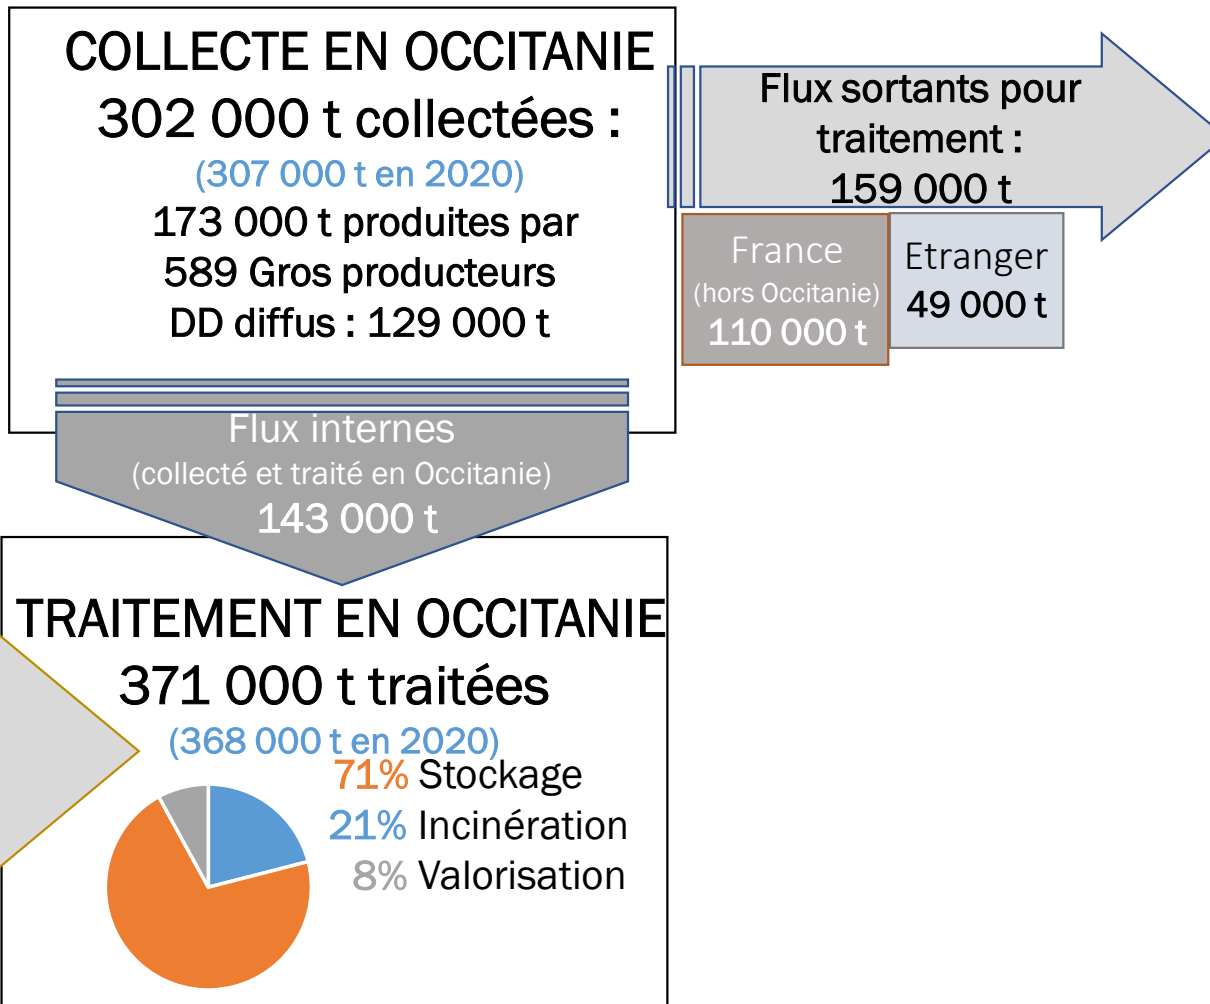 COLLECTE EN OCCITANIE
302 000 t collectées :
(307 000 t en 2020)
173 000 t produites par
589 Gros producteurs
DD diffus : 129 000 t
Flux sortants pour
traitement :
159 000 t
France
(hors Occitanie)
110 000 t
Etranger
49 000 t
Flux internes
(collecté et traité en Occitanie)
143 000 t
TRAITEMENT EN OCCITANIE
371 000 t traitées
(368 000 t en 2020)
71% Stockage
21% Incinération
8% Valorisation